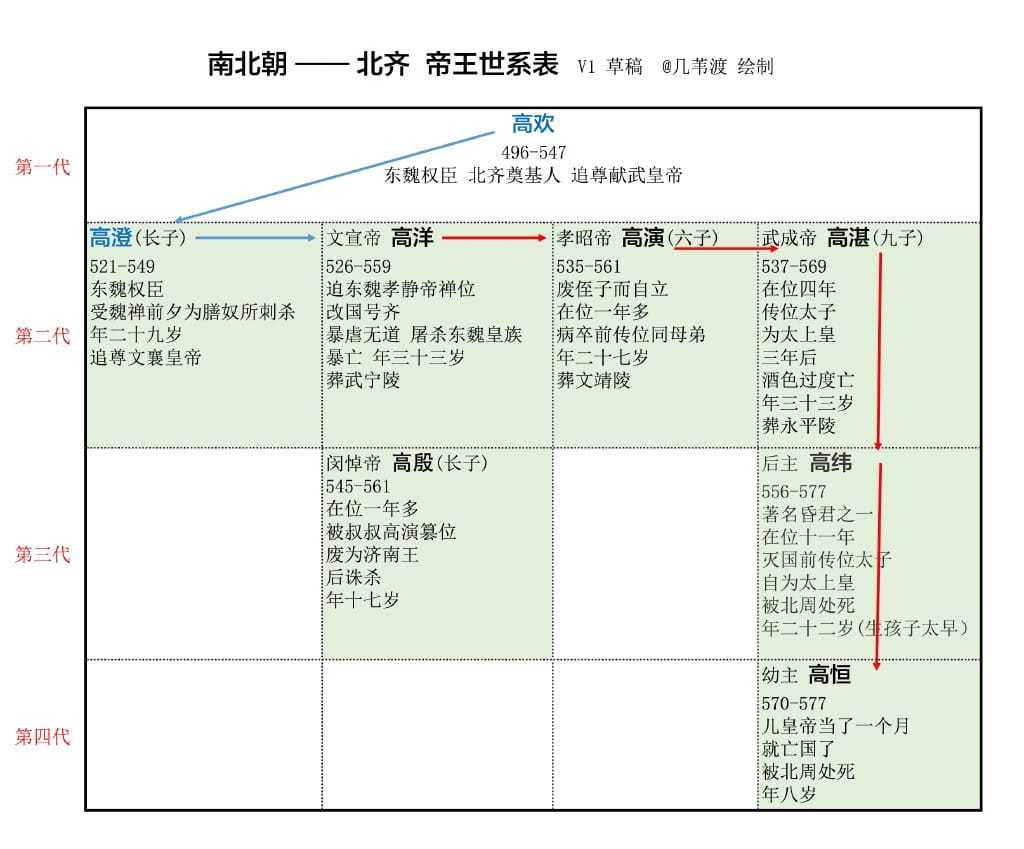 南北朝 —— 北齐 帝王世系表 V1 草稿 @几苇渡 绘制
第一代
高欢
496-547
东魏权臣 北齐奠基人 追尊献武皇帝
第二代
高澄(长子)
521-549
东魏权臣
受魏禅前夕为膳奴所刺杀
年二十九岁
追尊文襄皇帝
文宣帝 高洋
526-559
迫东魏孝静帝禅位
改国号齐
暴虐无道 屠杀东魏皇族
暴亡 年三十三岁
葬武宁陵
孝昭帝 高演(六子)
535-561
废侄子而自立
在位一年多
病卒前传位同母弟
年二十七岁
葬文靖陵
武成帝 高湛(九子)
537-569
在位四年
传位太子
为太上皇
三年后
酒色过度亡
年三十三岁
葬永平陵
第三代
闵悼帝 高殷(长子)
545-561
在位一年多
被叔叔高演篡位
废为济南王
后诛杀
年十七岁
后主 高纬
556-577
著名昏君之一
在位十一年
灭国前传位太子
自为太上皇
被北周处死
年二十二岁(生孩子太早)
第四代
幼主 高恒
570-577
儿皇帝当了一个月
就亡国了
被北周处死
年八岁